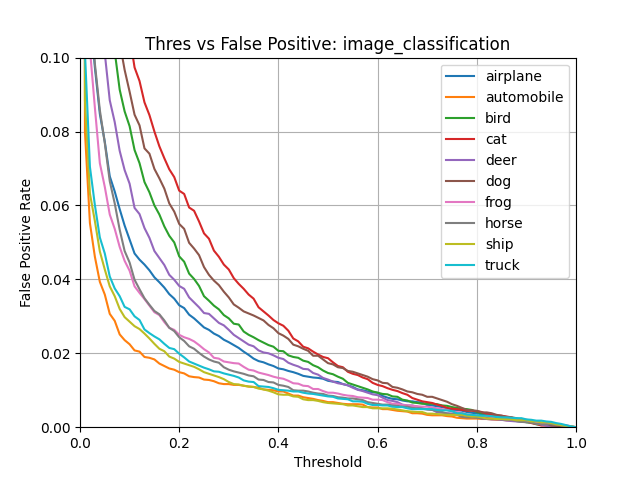 Thres vs False Positive: image_classification
0.10
0.08
0.06
0.04
0.02
0.00
False Positive Rate
airplane
automobile
bird
cat
deer
dog
frog
horse
ship
truck
0.0 0.2 0.4 0.6 0.8 1.0
Threshold